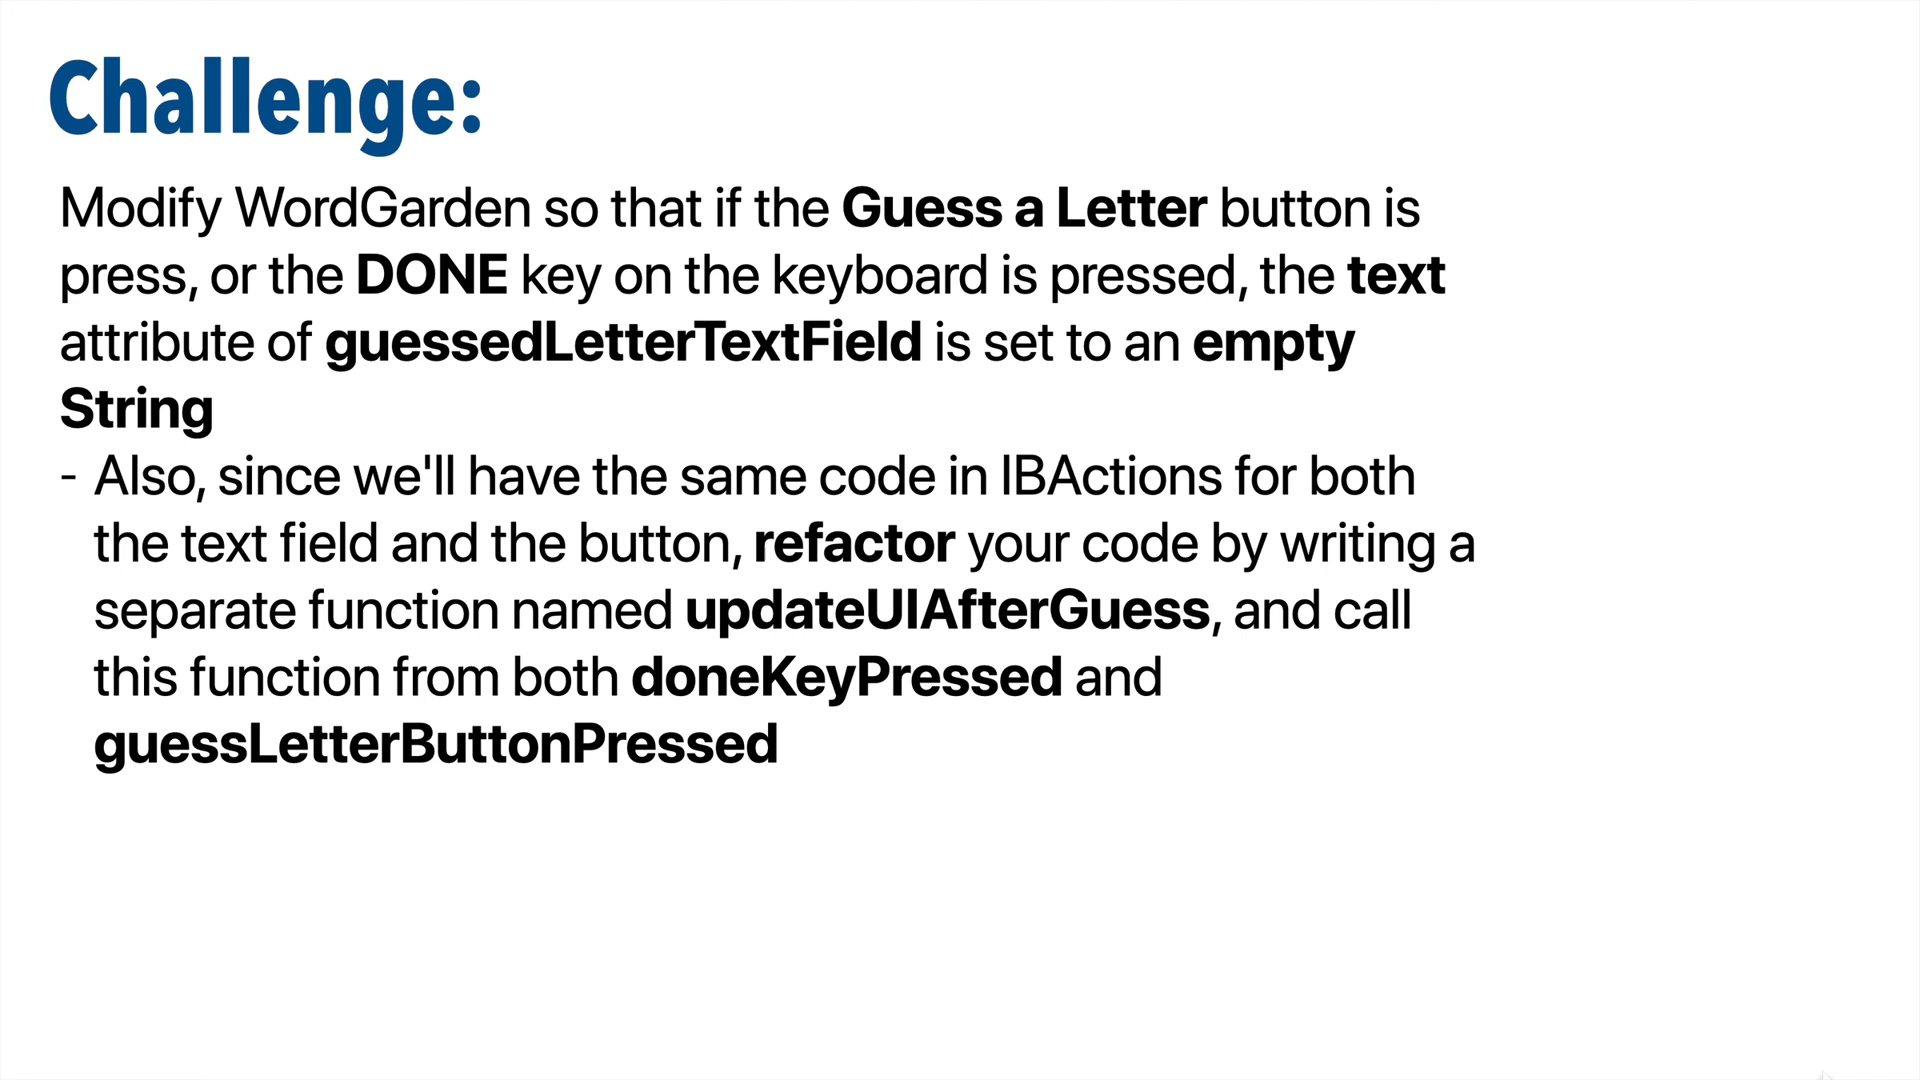 Challenge:
Modify WordGarden so that if the Guess a Letter button is
press, or the DONE key on the keyboard is pressed, the text
attribute of guessedLetterTextField is set to an empty
String
- Also, since we'll have the same code in IBActions for both
the text field and the button, refactor your code by writing a
separate function named updateUIAfterGuess, and call
this function from both doneKeyPressed and
guessLetterButtonPressed